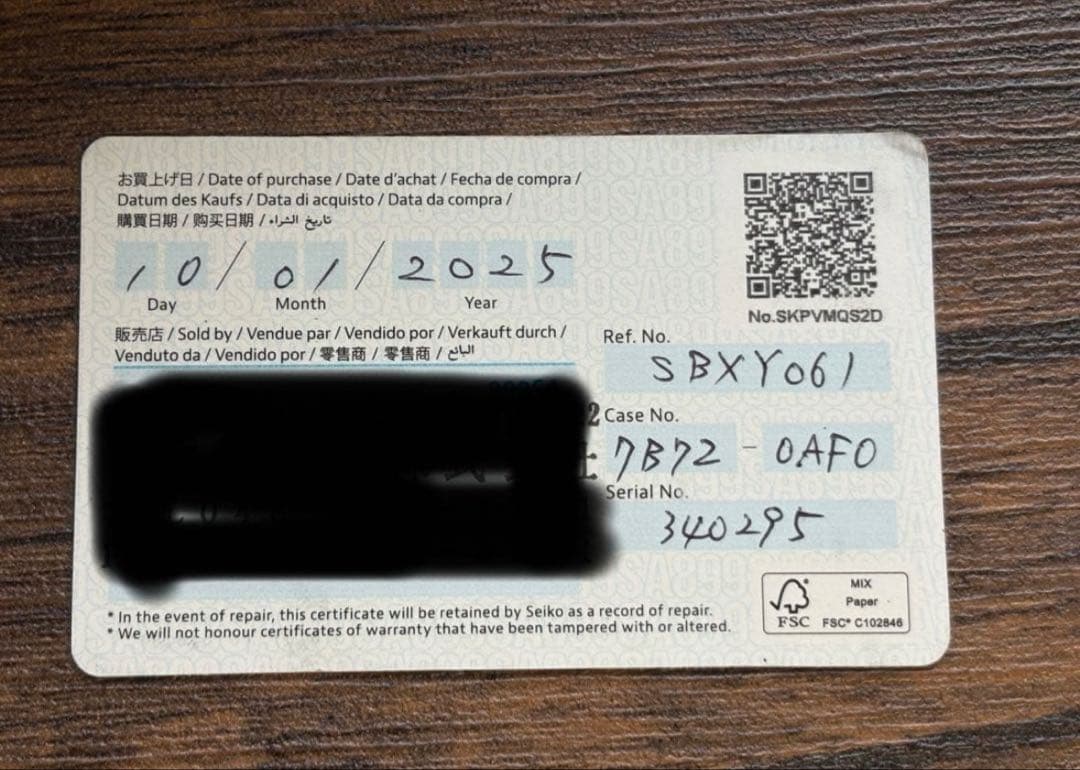 お買上げ日 / Date of purchase / Date d'achat / Fecha de compra /
Datum des Kaufs / Data di acquisto / Data da compra /
購買日期 / 购买日期 / تاريخ الشراء
10 / 01 / 2025
Day Month Year
販売店 / Sold by / Vendue par / Vendido por / Verkauft durch /
Venduto da / Vendido por / 零售商 / 零售商 / البائع
No.SKPVMQS2D
Ref. No.
SBXY061
Case No.
7B72 - 0AF0
Serial No.
340295
* In the event of repair, this certificate will be retained by Seiko as a record of repair.
* We will not honour certificates of warranty that have been tampered with or altered.
FSC
MIX
Paper
FSC® C102846